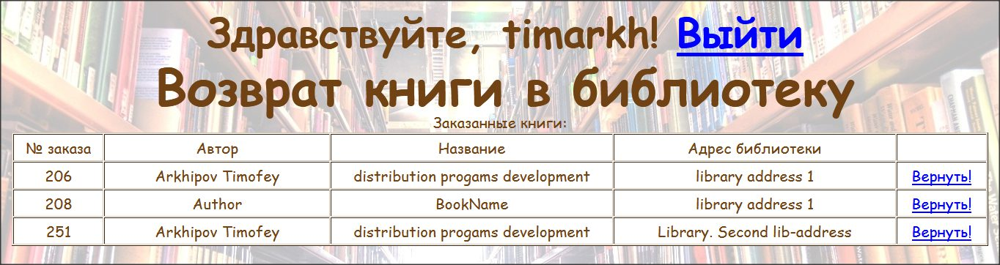 Здравствуйте, timarkh! Выйти
Возврат книги в библиотеку
Заказанные книги:
№ заказа Автор Название Адрес библиотеки
206 Arkhipov Timofey distribution progams development library address 1 Вернуть!
208 Author BookName library address 1 Вернуть!
251 Arkhipov Timofey distribution progams development Library. Second lib-address Вернуть!